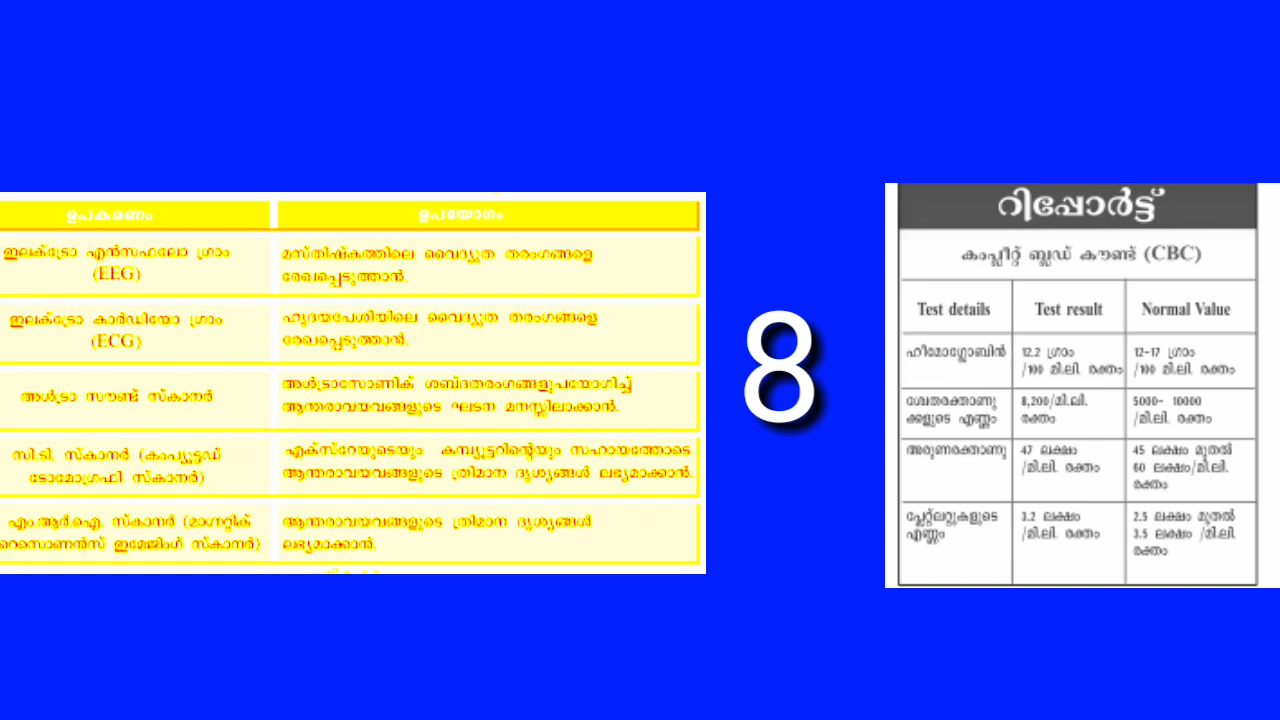 ഉപകരണം
ഉപയോഗം
ഇലക്ട്രോ എൻസഫലോ ഗ്രാം
(EEG)
മസ്തിഷ്കത്തിലെ വൈദ്യുത തരംഗങ്ങളെ
രേഖപ്പെടുത്താൻ.
ഇലക്ട്രോ കാർഡിയോ ഗ്രാം
(ECG)
ഹൃദയപേശിയിലെ വൈദ്യുത തരംഗങ്ങളെ
രേഖപ്പെടുത്താൻ.
അൾട്രാ സൗണ്ട് സ്കാനർ
അൾട്രാസോണിക് ശബ്ദതരംഗങ്ങളുപയോഗിച്ച്
ആന്തരാവയവങ്ങളുടെ ഘടന മനസ്സിലാക്കാൻ.
സി.ടി. സ്കാനർ (കംപ്യൂട്ടഡ്
ടോമോഗ്രഫി സ്കാനർ)
എക്സ്റേയുടെയും കമ്പ്യൂട്ടറിന്റെയും സഹായത്തോടെ
ആന്തരാവയവങ്ങളുടെ ത്രിമാന ദൃശ്യങ്ങൾ ലഭ്യമാക്കാൻ.
എം.ആർ.ഐ. സ്കാനർ (മാഗ്നറ്റിക്
റെസൊണൻസ് ഇമേജിംഗ് സ്കാനർ)
ആന്തരാവയവങ്ങളുടെ ത്രിമാന ദൃശ്യങ്ങൾ
ലഭ്യമാക്കാൻ.
8
റിപ്പോർട്ട്
കംപ്ലീറ്റ് ബ്ലഡ് കൗണ്ട് (CBC)
Test details
Test result
Normal Value
ഹീമോഗ്ലോബിൻ
12.2 ഗ്രാം
/100 മി.ലി. രക്തം
12-17 ഗ്രാം
/100 മി.ലി. രക്തം
ശ്വേതരക്താണു
ക്കളുടെ എണ്ണം
8,200/മി.ലി.
രക്തം
5000- 10000
/മി.ലി. രക്തം
അരുണരക്താണു
47 ലക്ഷം
/മി.ലി. രക്തം
45 ലക്ഷം മുതൽ
60 ലക്ഷം/മി.ലി.
രക്തം
പ്ലേറ്റ്ലറ്റുകളുടെ
എണ്ണം
3.2 ലക്ഷം
/മി.ലി. രക്തം
2.5 ലക്ഷം മുതൽ
3.5 ലക്ഷം /മി.ലി.
രക്തം